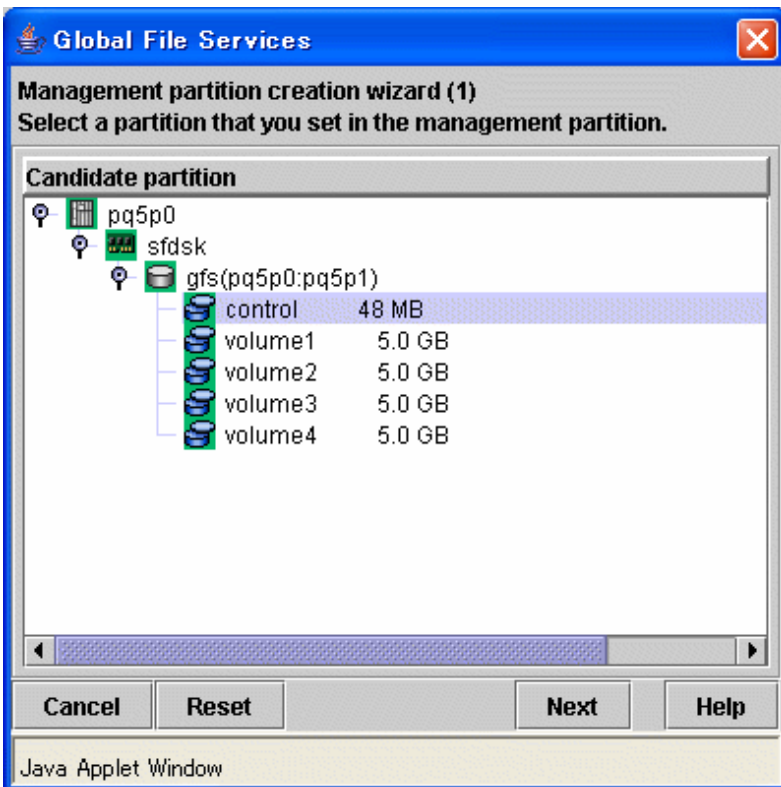 Global File Services
Management partition creation wizard (1)
Select a partition that you set in the management partition.
Candidate partition
pq5p0
sfdsk
gfs(pq5p0:pq5p1)
control 48 MB
volume1 5.0 GB
volume2 5.0 GB
volume3 5.0 GB
volume4 5.0 GB
Cancel Reset Next Help
Java Applet Window